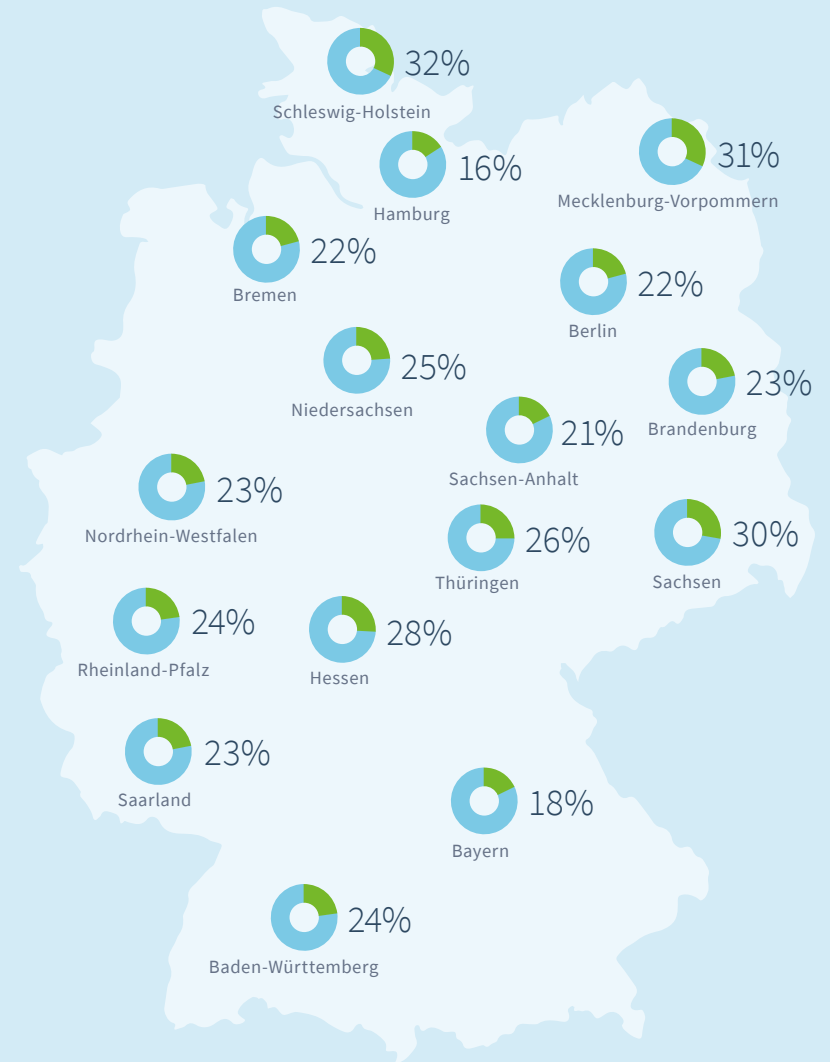 32%
Schleswig-Holstein
16%
Hamburg
31%
Mecklenburg-Vorpommern
22%
Bremen
22%
Berlin
25%
Niedersachsen
23%
Brandenburg
21%
Sachsen-Anhalt
23%
Nordrhein-Westfalen
26%
Thüringen
30%
Sachsen
24%
Rheinland-Pfalz
28%
Hessen
23%
Saarland
18%
Bayern
24%
Baden-Württemberg